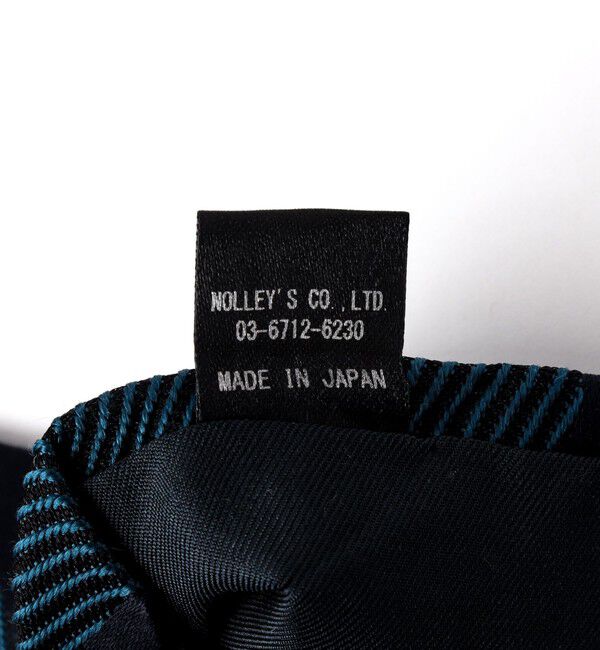 NOLLEY'S CO.,LTD.
03-6712-6230
MADE IN JAPAN